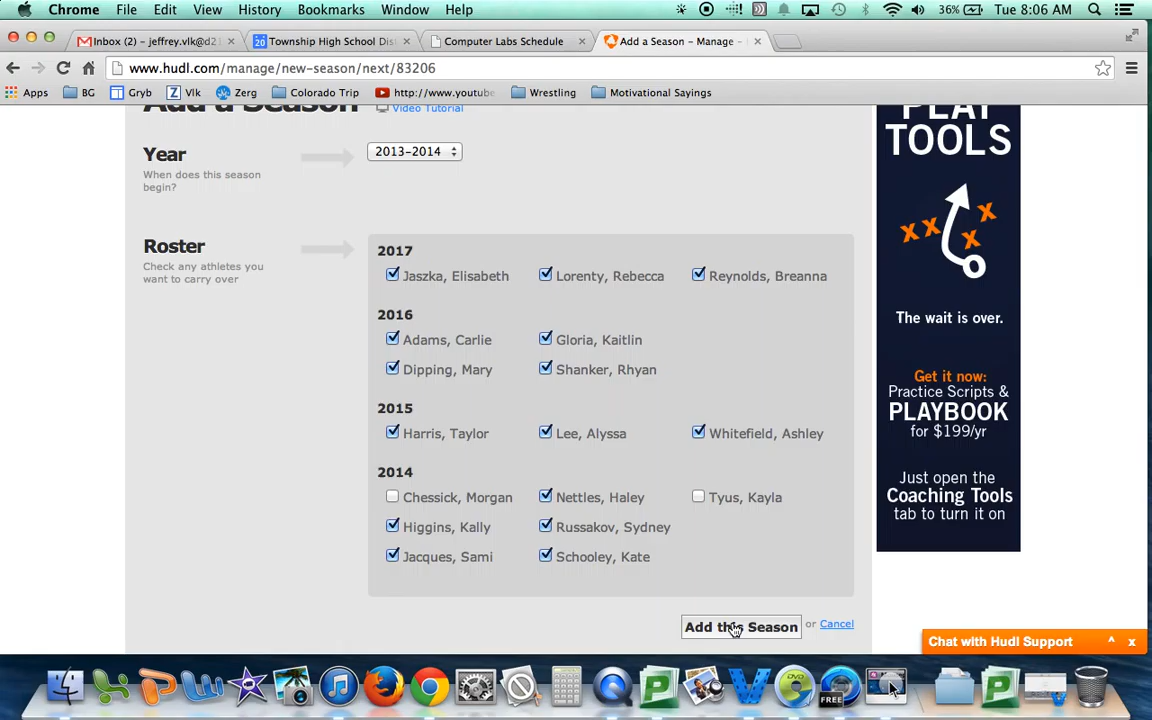 Chrome File Edit View History Bookmarks Window Help 36% Tue 8:06 AM
Inbox (2) – jeffrey.vlk@d2 Township High School Dis Computer Labs Schedule Add a Season – Manage –
www.hudl.com/manage/new-season/next/83206
Apps BG Gryb Vlk Zerg Colorado Trip http://www.youtube Wrestling Motivational Sayings
Add a Season Video Tutorial
Year 2013–2014
When does this season
begin?
Roster
Check any athletes you
want to carry over
2017
Jaszka, Elisabeth Lorenty, Rebecca Reynolds, Breanna
2016
Adams, Carlie Gloria, Kaitlin
Dipping, Mary Shanker, Rhyan
2015
Harris, Taylor Lee, Alyssa Whitefield, Ashley
2014
Chessick, Morgan Nettles, Haley Tyus, Kayla
Higgins, Kally Russakov, Sydney
Jacques, Sami Schooley, Kate
Add this Season or Cancel
PLAY
TOOLS
The wait is over.
Get it now:
Practice Scripts &
PLAYBOOK
for $199/yr
Just open the
Coaching Tools
tab to turn it on
Chat with Hudl Support ^ x
FREE